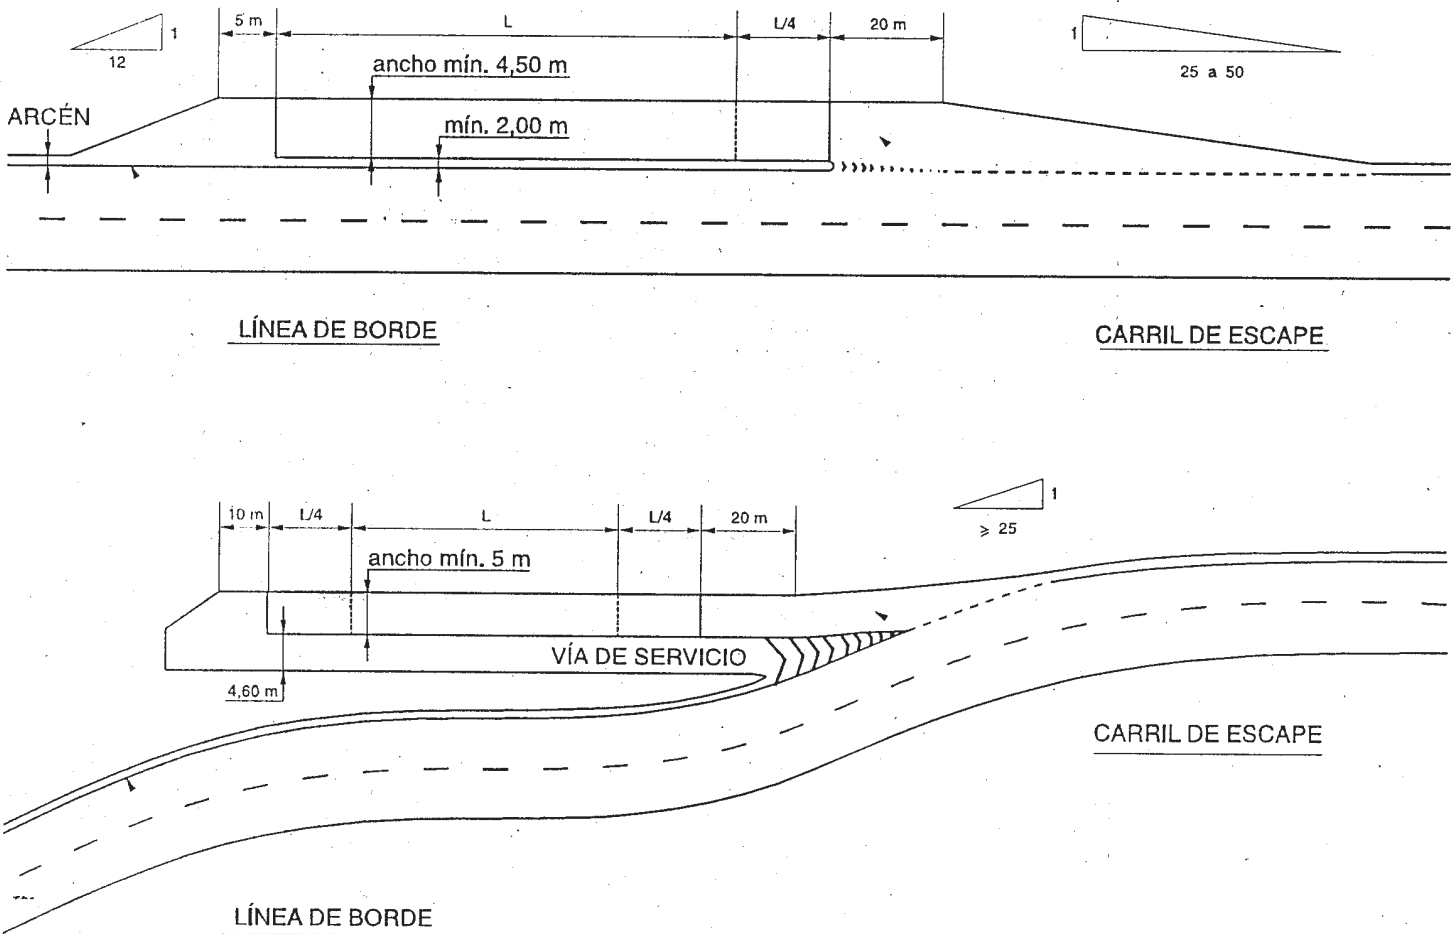 5 m L L/4 20 m
1
12
1
25 a 50
ancho mín. 4,50 m
ARCÉN
mín. 2,00 m
LÍNEA DE BORDE
CARRIL DE ESCAPE
10 m L/4 L L/4 20 m
1
⩾ 25
ancho mín. 5 m
VÍA DE SERVICIO
4,60 m
CARRIL DE ESCAPE
LÍNEA DE BORDE